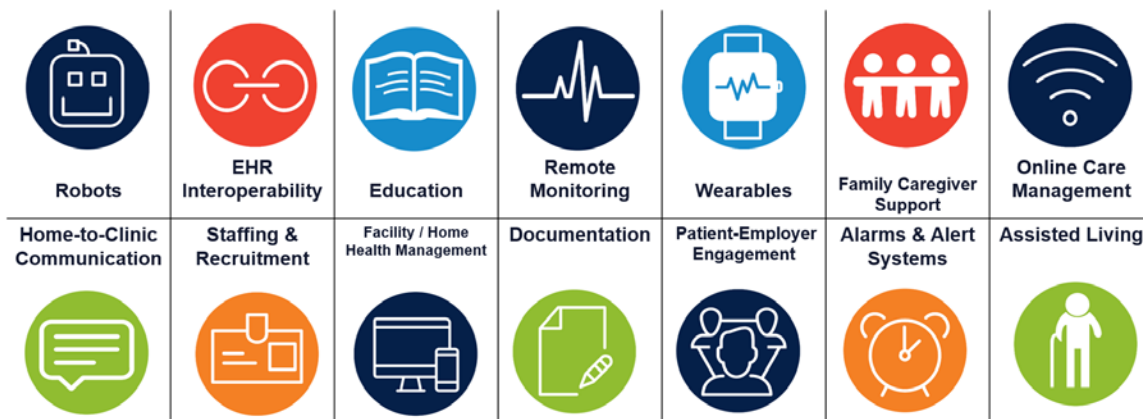 Robots
EHR
Interoperability
Education
Remote
Monitoring
Wearables
Family Caregiver
Support
Online Care
Management
Home-to-Clinic
Communication
Staffing &
Recruitment
Facility / Home
Health Management
Documentation
Patient-Employer
Engagement
Alarms & Alert
Systems
Assisted Living